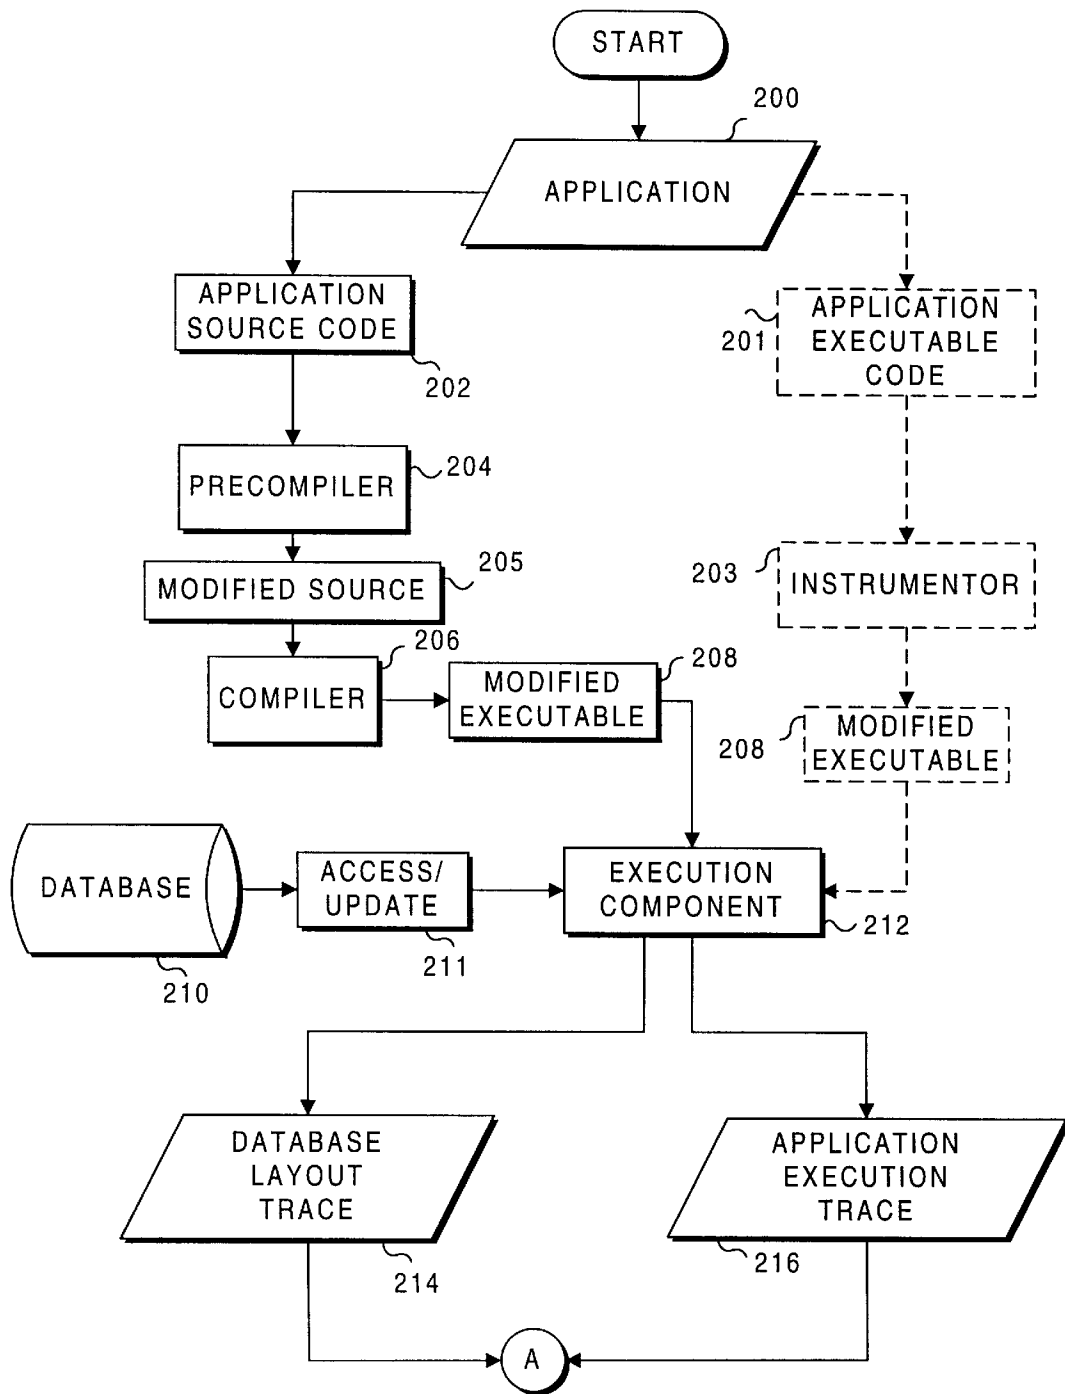 START
200
APPLICATION
APPLICATION
SOURCE CODE
202
201
APPLICATION
EXECUTABLE
CODE
PRECOMPILER
204
MODIFIED SOURCE
205
203
INSTRUMENTOR
COMPILER
206
MODIFIED
EXECUTABLE
208
208
MODIFIED
EXECUTABLE
DATABASE
210
ACCESS/
UPDATE
211
EXECUTION
COMPONENT
212
DATABASE
LAYOUT
TRACE
214
APPLICATION
EXECUTION
TRACE
216
A